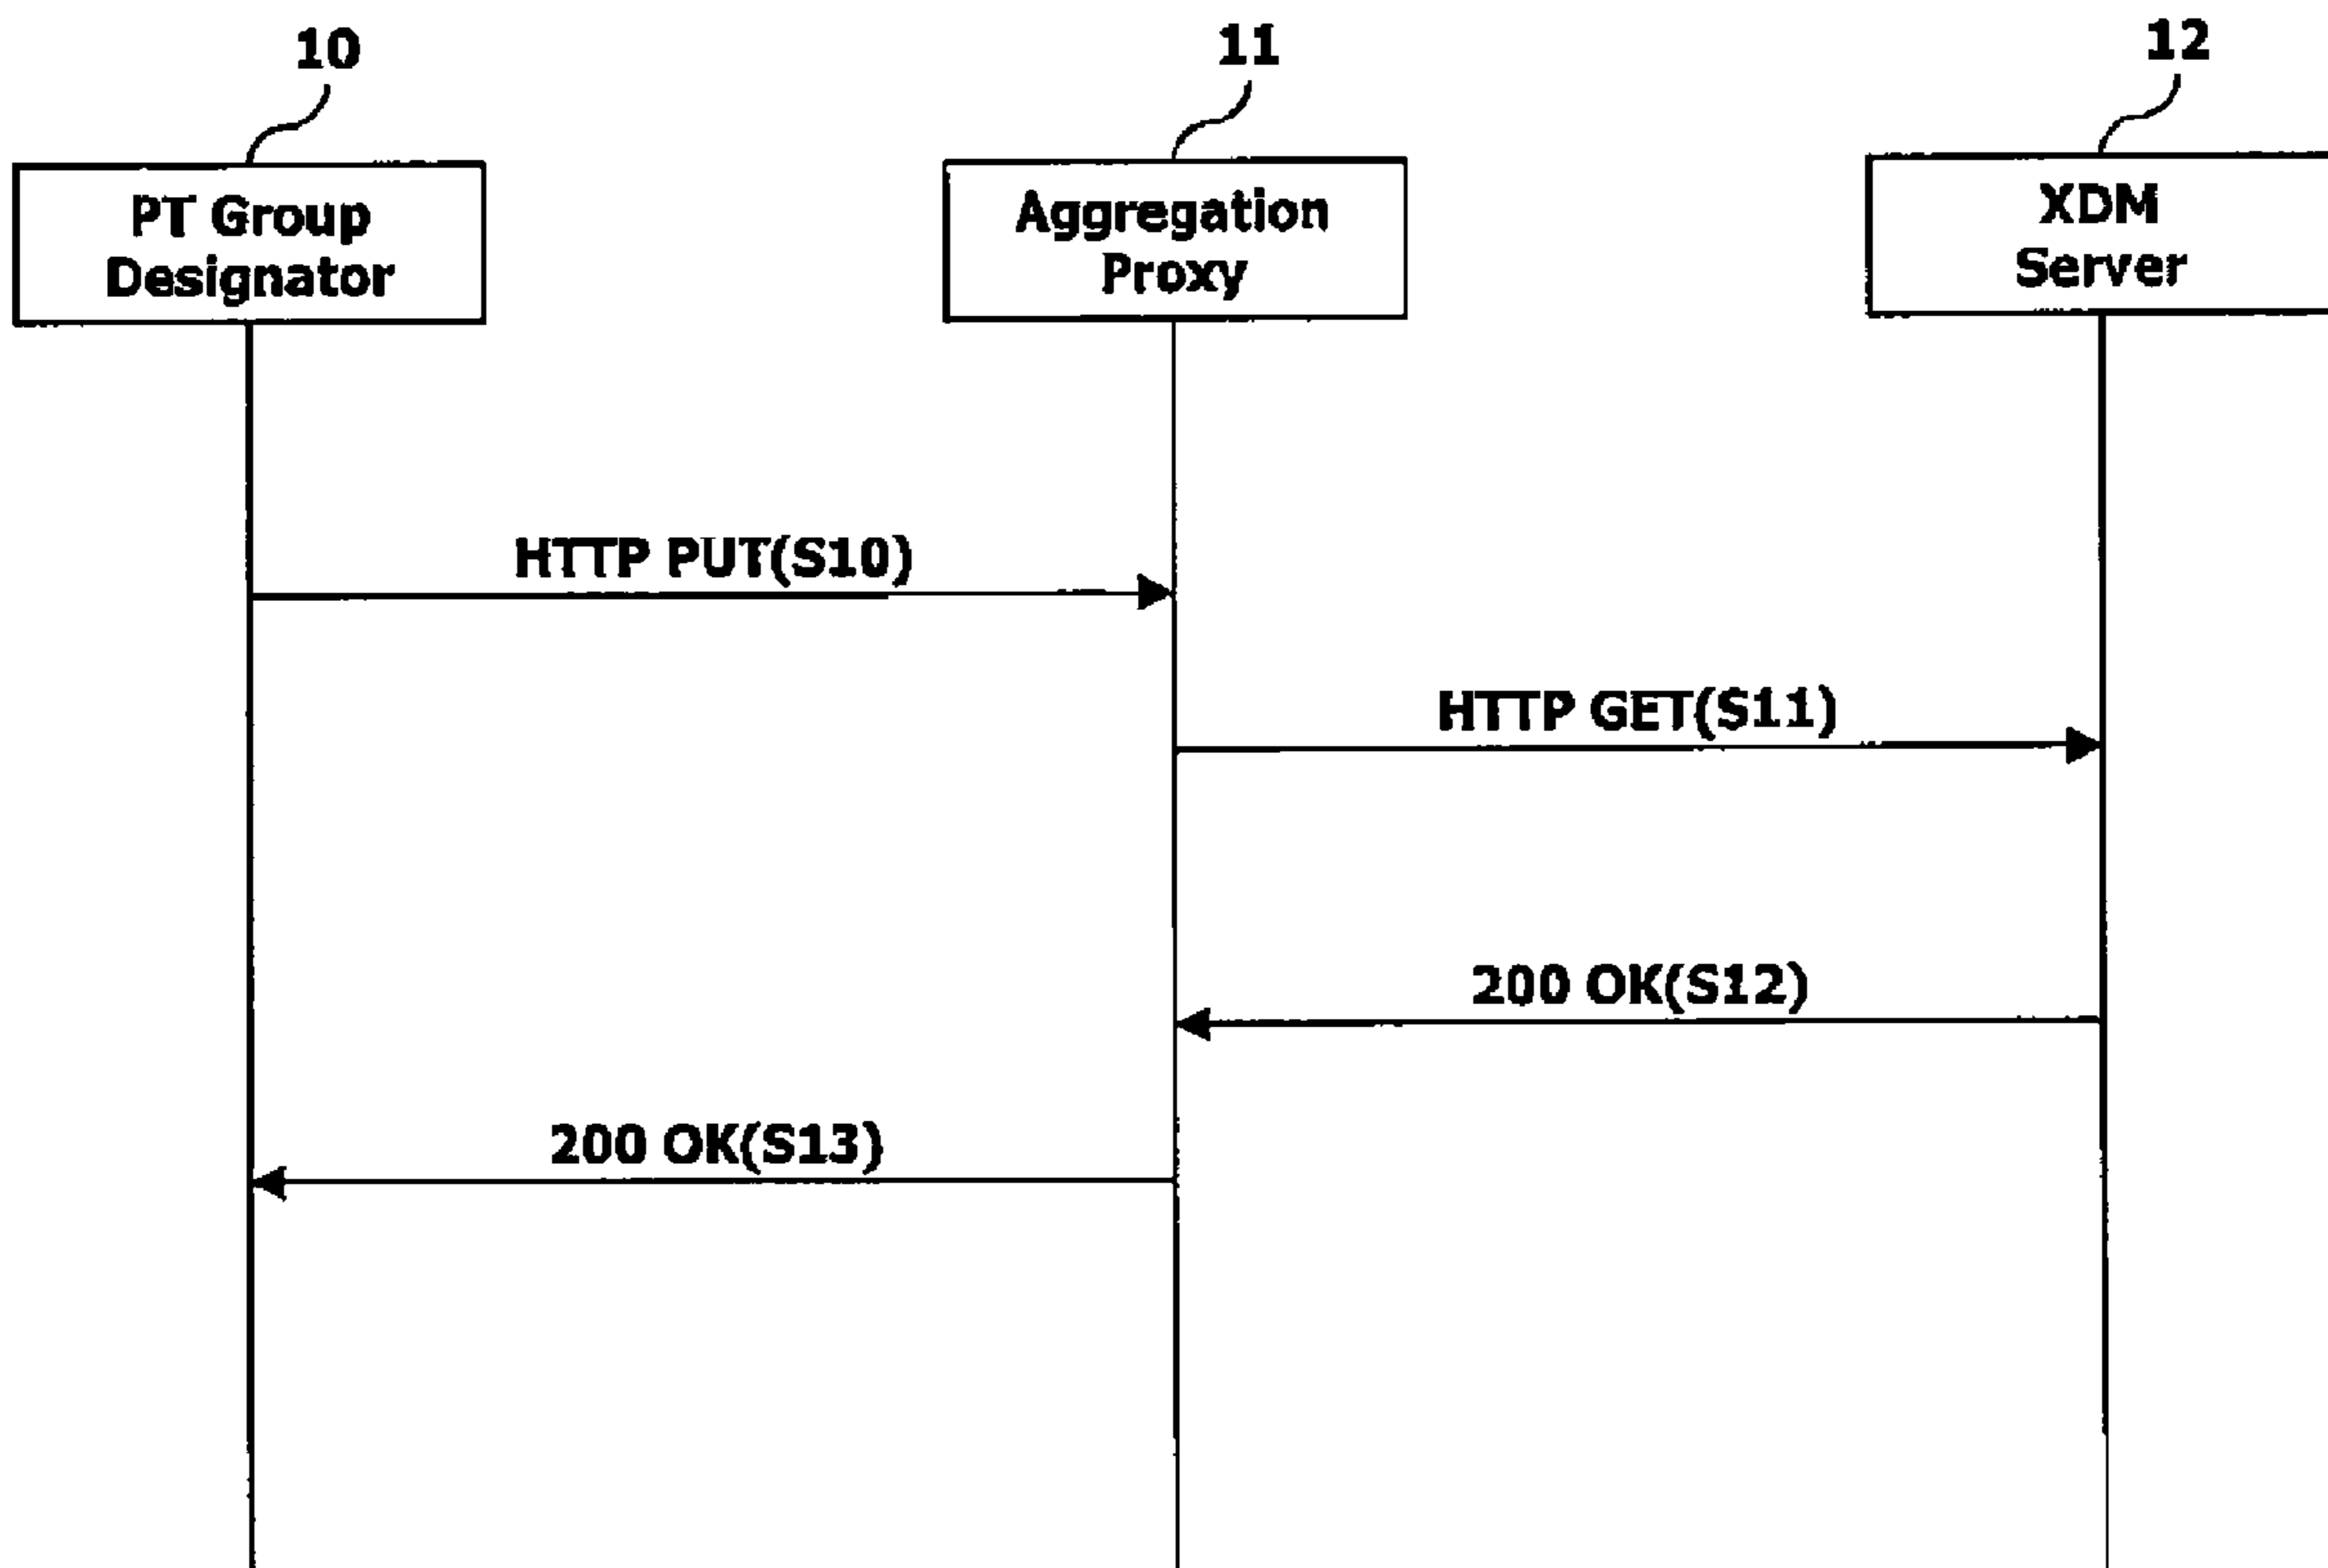 10
11
12
PT Group
Designator
Aggregation
Proxy
XDM
Server
HTTP PUT(S10)
HTTP GET(S11)
200 OK(S12)
200 OK(S13)